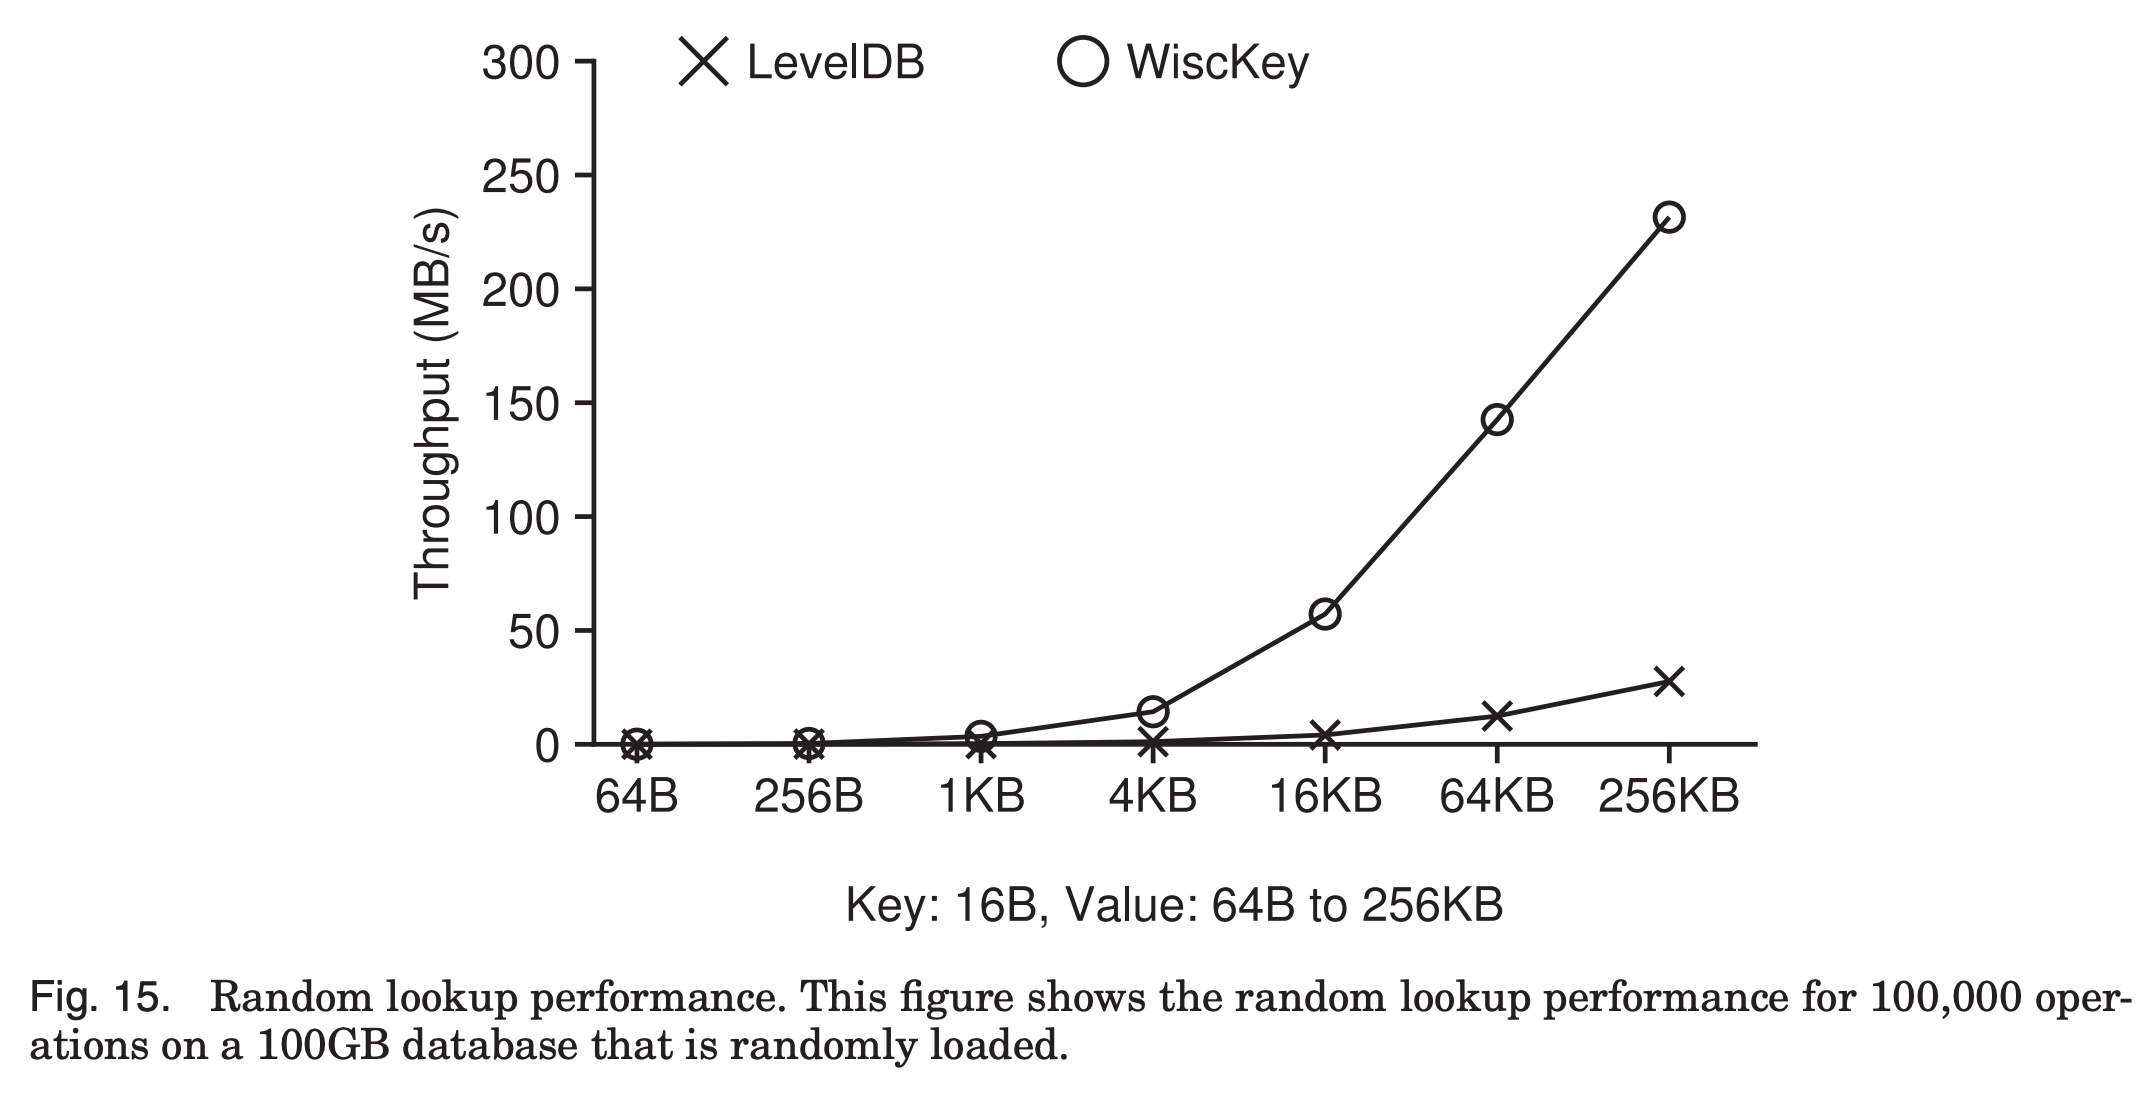 300 LevelDB WiscKey
250
200
150
100
50
0
Throughput (MB/s)
64B 256B 1KB 4KB 16KB 64KB 256KB
Key: 16B, Value: 64B to 256KB
Fig. 15. Random lookup performance. This figure shows the random lookup performance for 100,000 oper-
ations on a 100GB database that is randomly loaded.